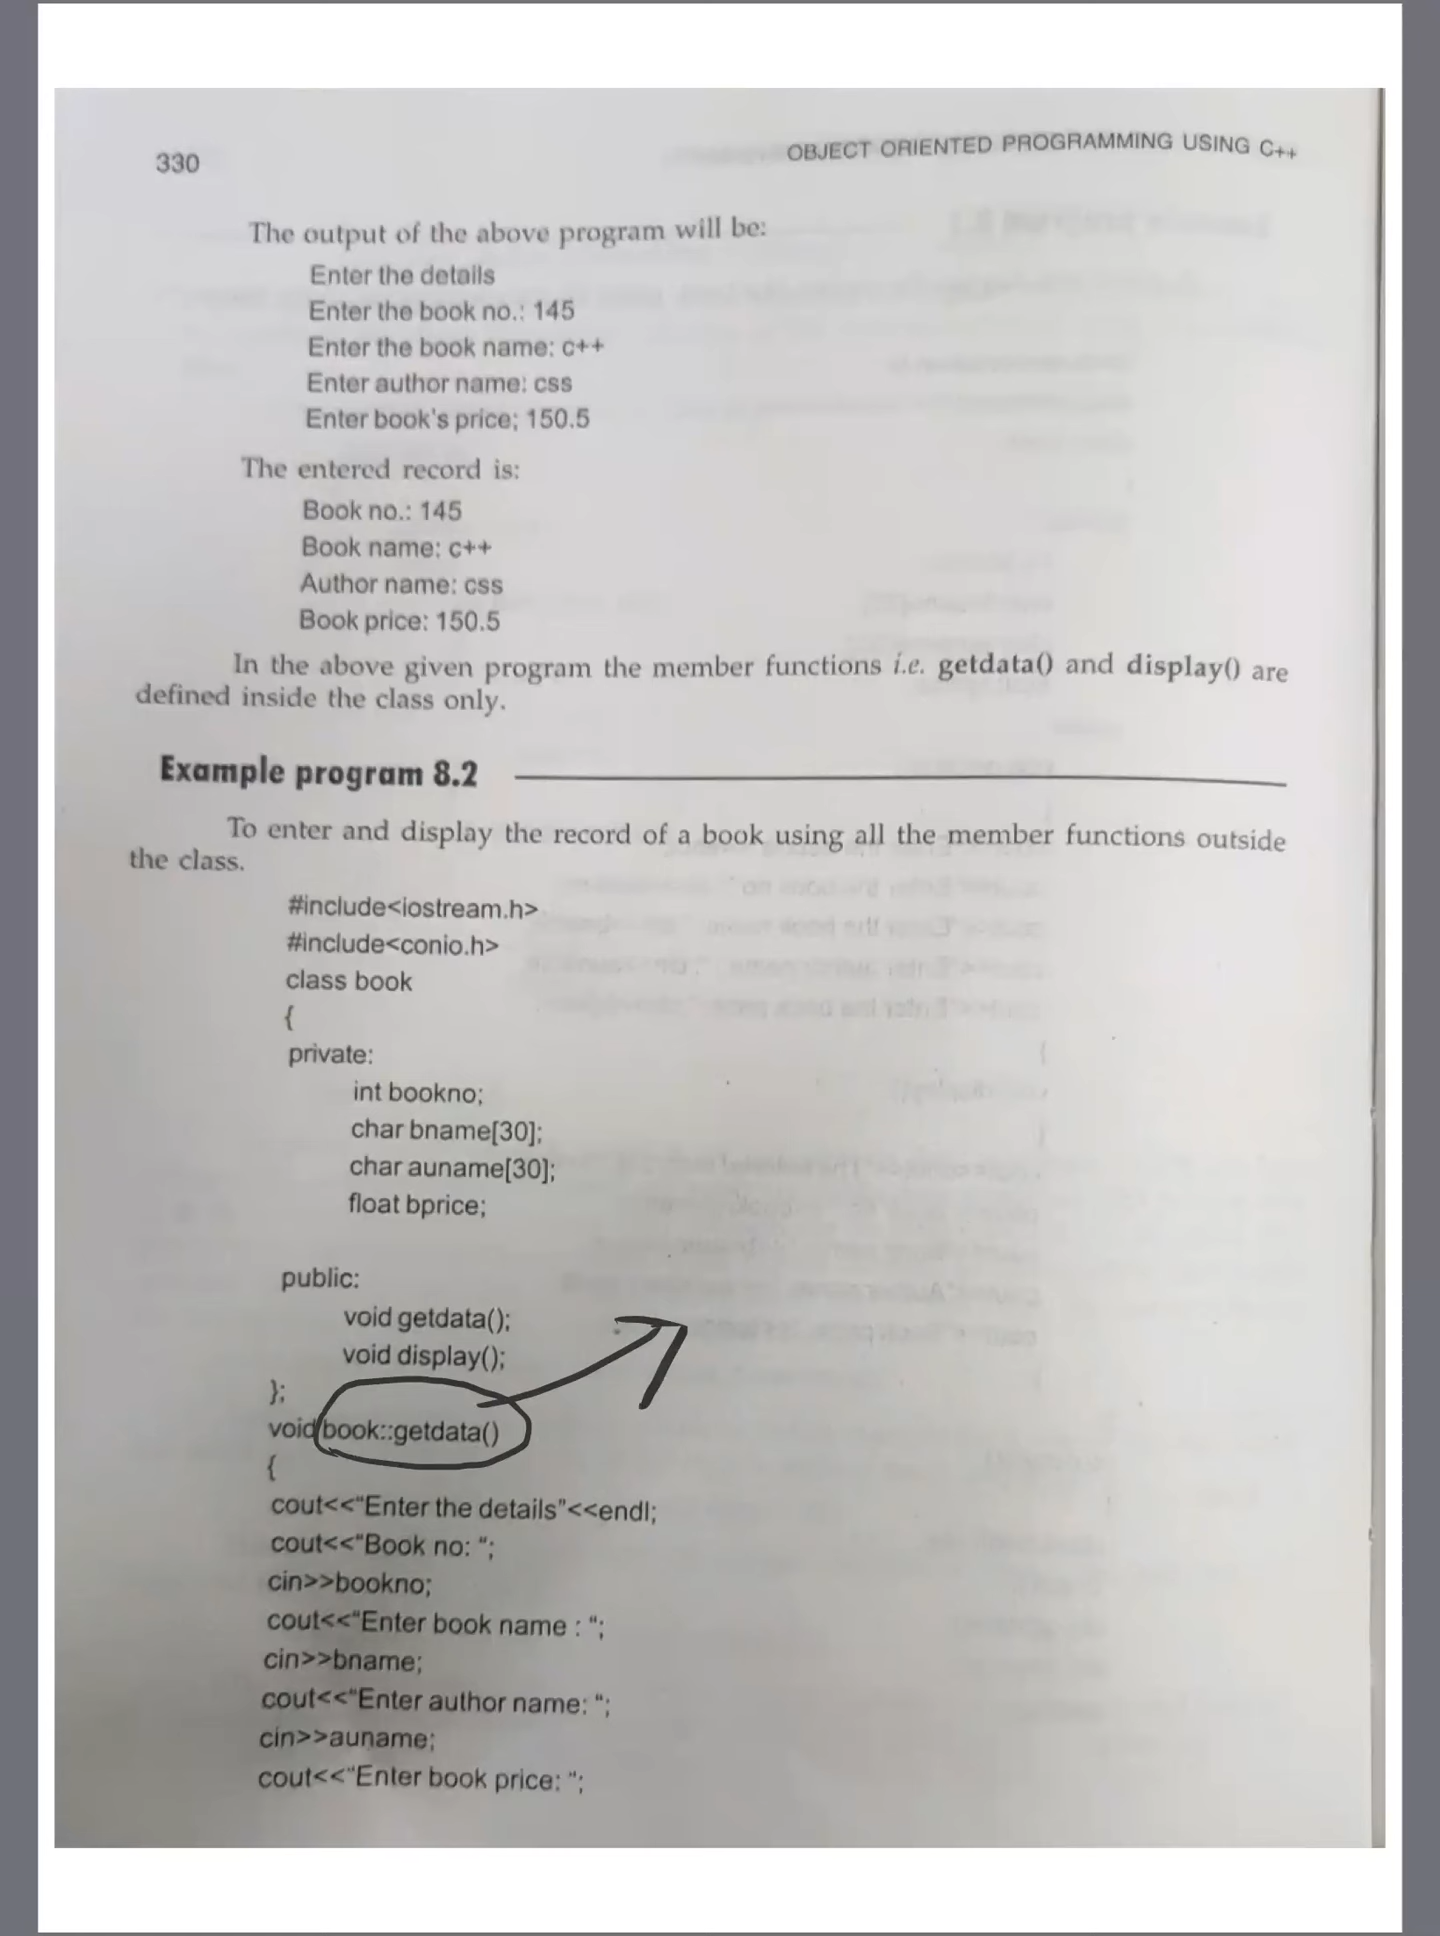 330
OBJECT ORIENTED PROGRAMMING USING C++
The output of the above program will be:
Enter the details
Enter the book no.: 145
Enter the book name: c++
Enter author name: css
Enter book's price; 150.5
The entered record is:
Book no.: 145
Book name: c++
Author name: css
Book price: 150.5
In the above given program the member functions i.e. getdata() and display() are
defined inside the class only.
Example program 8.2
To enter and display the record of a book using all the member functions outside
the class.
#include<iostream.h>
#include<conio.h>
class book
{
private:
int bookno;
char bname[30];
char auname[30];
float bprice;
public:
void getdata();
void display();
};
void book::getdata()
{
cout<<"Enter the details"<<endl;
cout<<"Book no: “;
cin>>bookno;
cout<<"Enter book name : “;
cin>>bname;
cout<<"Enter author name: “;
cin>>auname;
cout<<"Enter book price: ”;